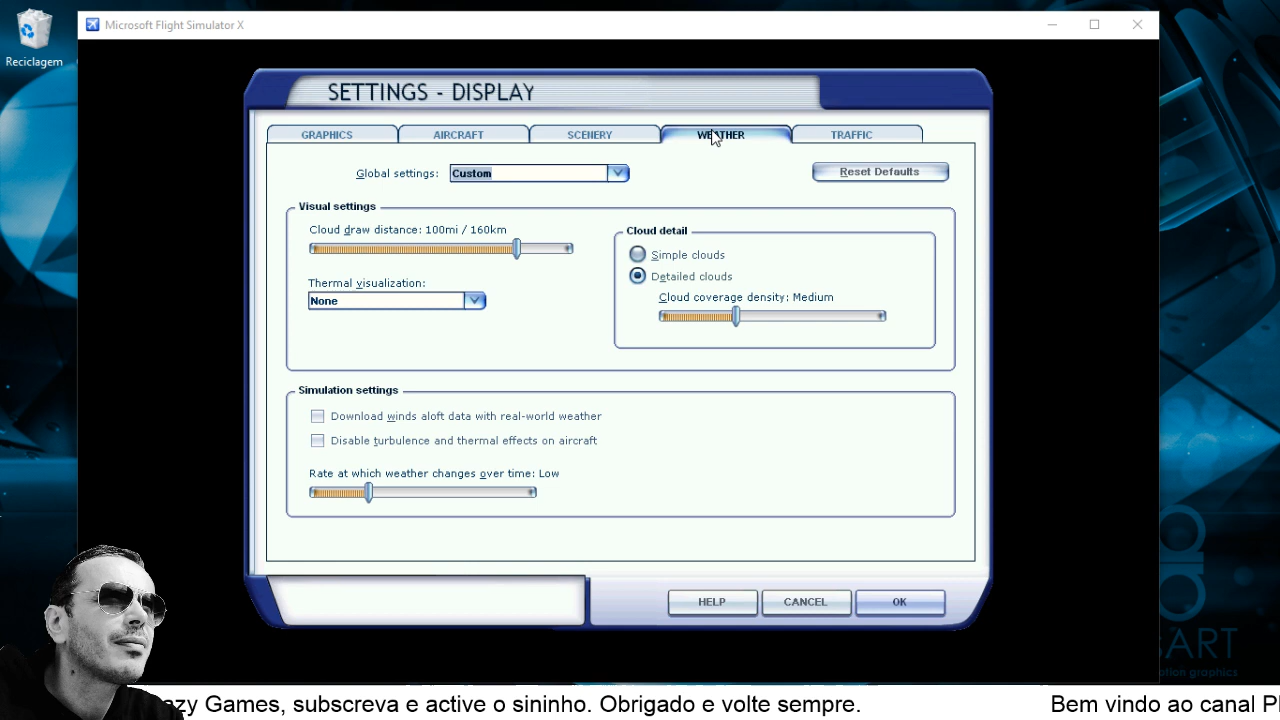 Microsoft Flight Simulator X
Reciclagem
SETTINGS - DISPLAY
GRAPHICS
AIRCRAFT
SCENERY
WEATHER
TRAFFIC
Global settings: Custom
Reset Defaults
Visual settings
Cloud draw distance: 100mi / 160km
Thermal visualization:
None
Cloud detail
Simple clouds
Detailed clouds
Cloud coverage density: Medium
Simulation settings
Download winds aloft data with real-world weather
Disable turbulence and thermal effects on aircraft
Rate at which weather changes over time: Low
HELP
CANCEL
OK
Games, subscreva e active o sininho. Obrigado e volte sempre. Bem vindo ao canal